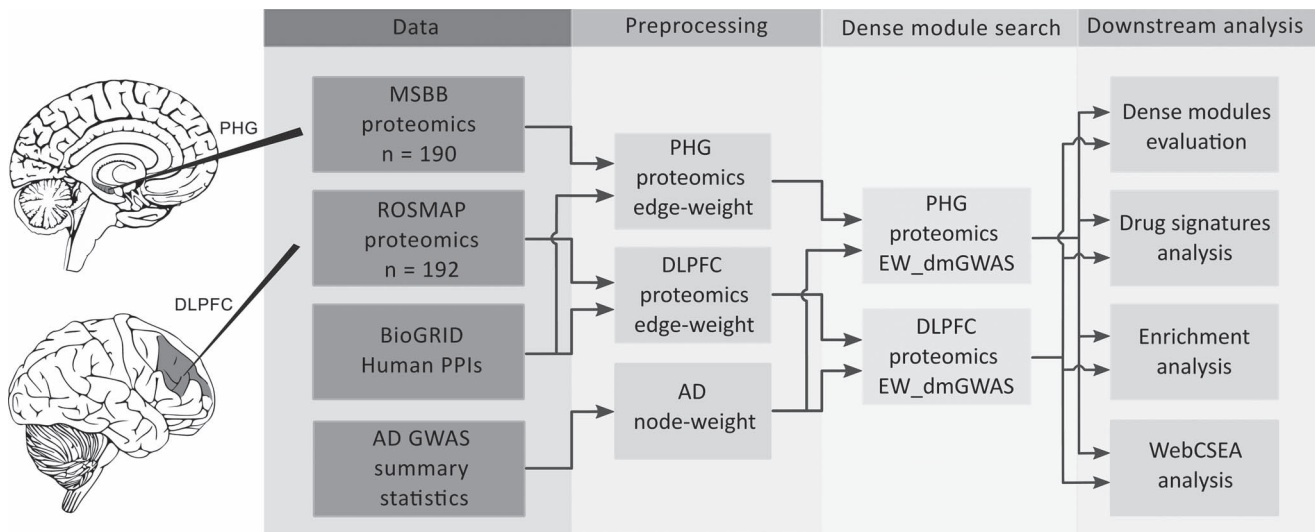 Data
Preprocessing
Dense module search
Downstream analysis
PHG
DLPFC
MSBB
proteomics
n = 190
ROSMAP
proteomics
n = 192
BioGRID
Human PPIs
AD GWAS
summary
statistics
PHG
proteomics
edge-weight
DLPFC
proteomics
edge-weight
AD
node-weight
PHG
proteomics
EW_dmGWAS
DLPFC
proteomics
EW_dmGWAS
Dense modules
evaluation
Drug signatures
analysis
Enrichment
analysis
WebCSEA
analysis